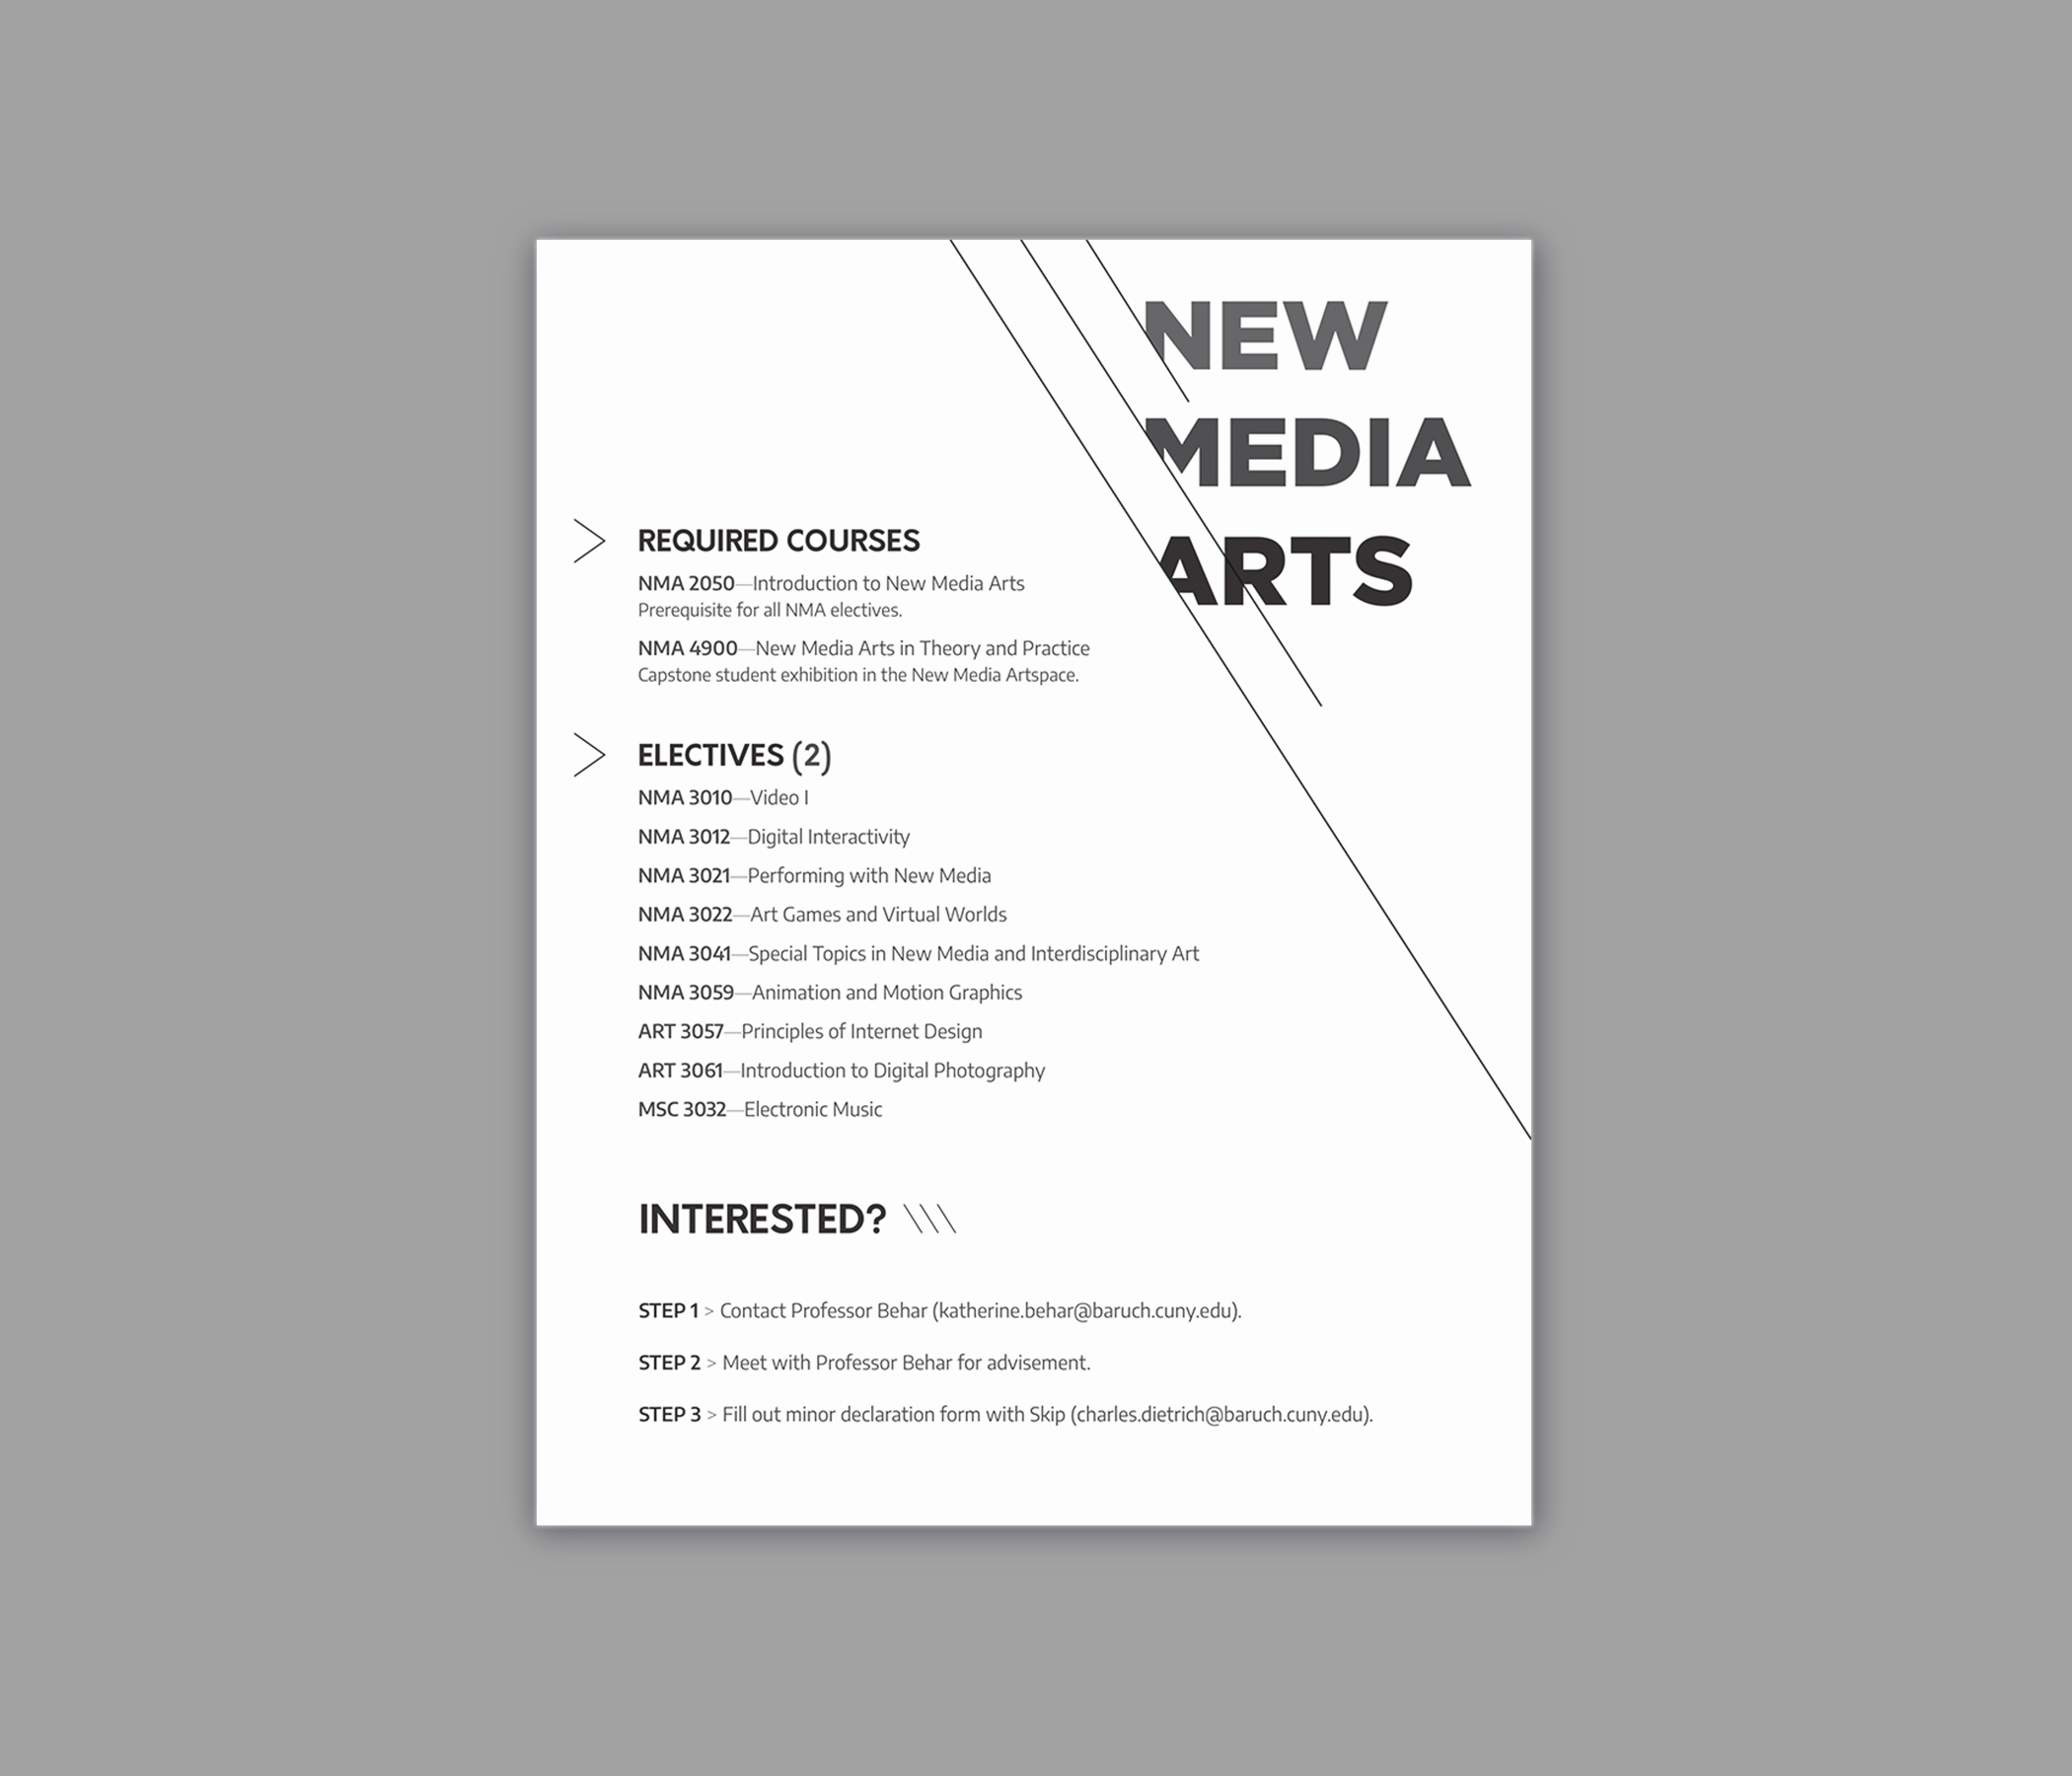 NEW
MEDIA
ARTS
REQUIRED COURSES
NMA 2050—Introduction to New Media Arts
Prerequisite for all NMA electives.
NMA 4900—New Media Arts in Theory and Practice
Capstone student exhibition in the New Media Artspace.
ELECTIVES (2)
NMA 3010—Video I
NMA 3012—Digital Interactivity
NMA 3021—Performing with New Media
NMA 3022—Art Games and Virtual Worlds
NMA 3041—Special Topics in New Media and Interdisciplinary Art
NMA 3059—Animation and Motion Graphics
ART 3057—Principles of Internet Design
ART 3061—Introduction to Digital Photography
MSC 3032—Electronic Music
INTERESTED?
STEP 1 > Contact Professor Behar (katherine.behar@baruch.cuny.edu).
STEP 2 > Meet with Professor Behar for advisement.
STEP 3 > Fill out minor declaration form with Skip (charles.dietrich@baruch.cuny.edu).